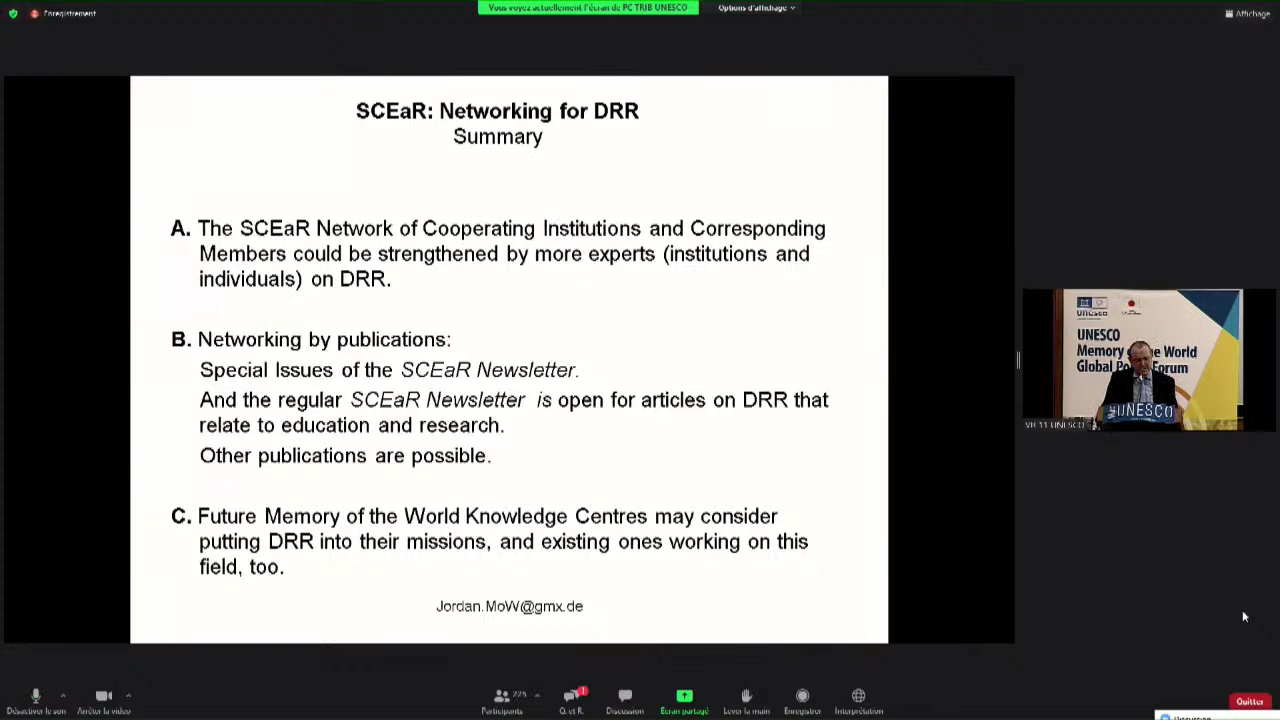 Enregistrement
Vous voyez actuellement l'écran de PC TRIB UNESCO
Options d'affichage
Affichage
SCEaR: Networking for DRR
Summary
A. The SCEaR Network of Cooperating Institutions and Corresponding
Members could be strengthened by more experts (institutions and
individuals) on DRR.
B. Networking by publications:
Special Issues of the SCEaR Newsletter.
And the regular SCEaR Newsletter is open for articles on DRR that
relate to education and research.
Other publications are possible.
C. Future Memory of the World Knowledge Centres may consider
putting DRR into their missions, and existing ones working on this
field, too.
Jordan.MoW@gmx.de
unesco
UNESCO
Memory of the World
Global Forum
UNESCO
VR 11 UNESCO
Désactiver le son
Arrêter la vidéo
225
Participants
1
Q. et R.
Discussion
Écran partagé
Lever la main
Enregistrer
Interprétation
Quitter